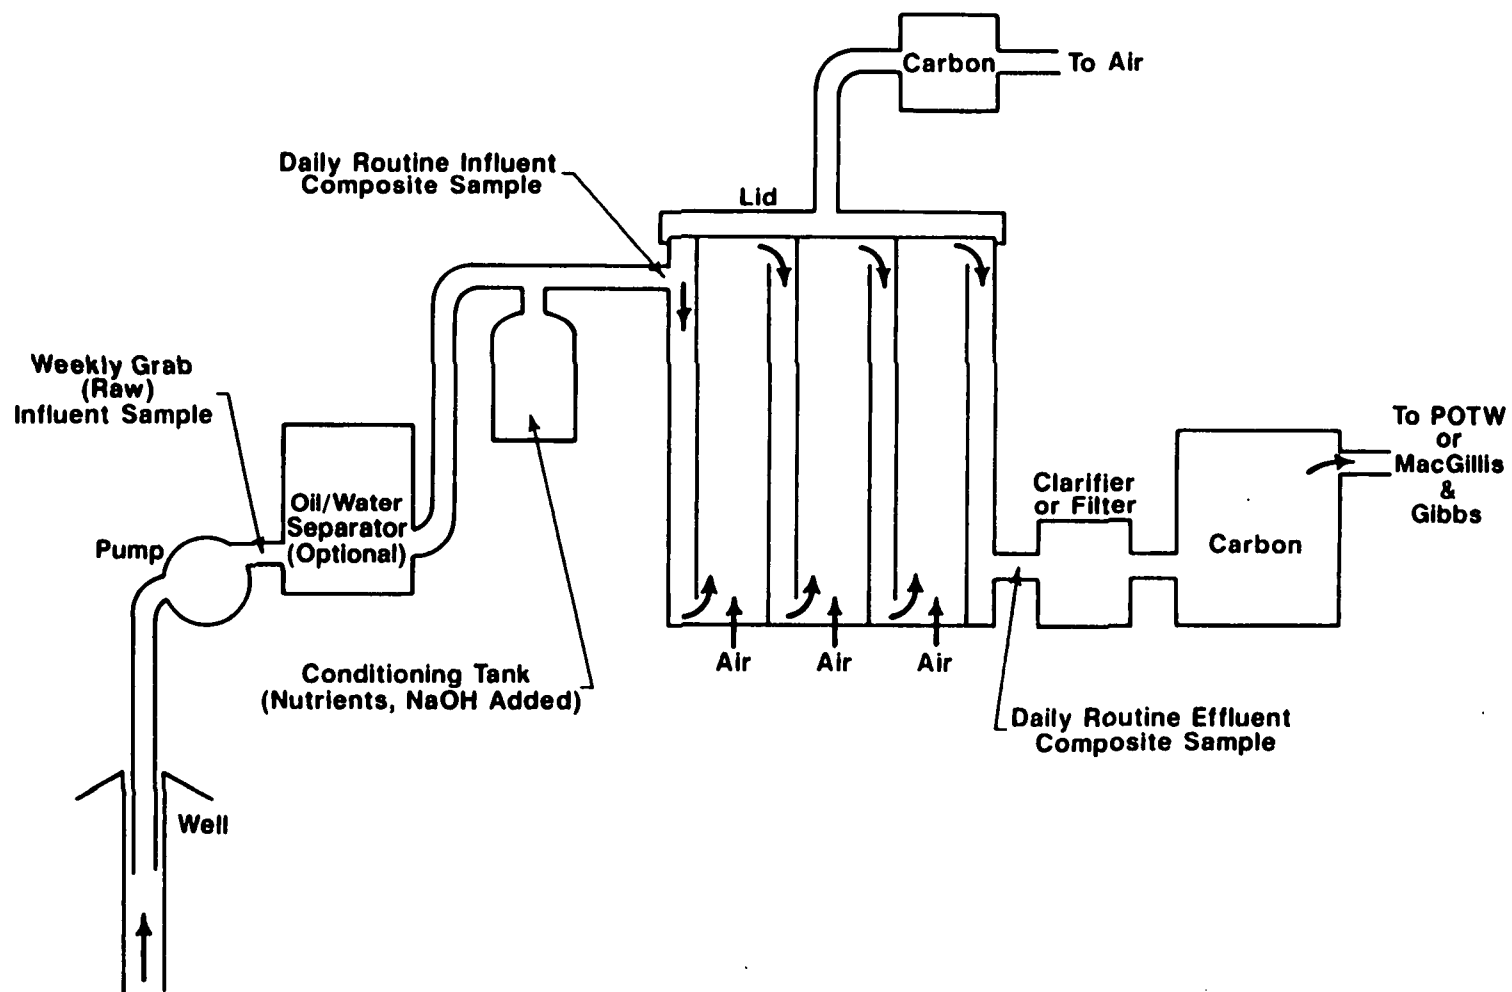 Carbon
To Air
Daily Routine Influent
Composite Sample
Lid
Weekly Grab
(Raw)
Influent Sample
Oil/Water
Separator
(Optional)
Pump
Conditioning Tank
(Nutrients, NaOH Added)
Well
Air
Air
Air
Clarifier
or Filter
Carbon
To POTW
or
MacGillis
&
Gibbs
Daily Routine Effluent
Composite Sample